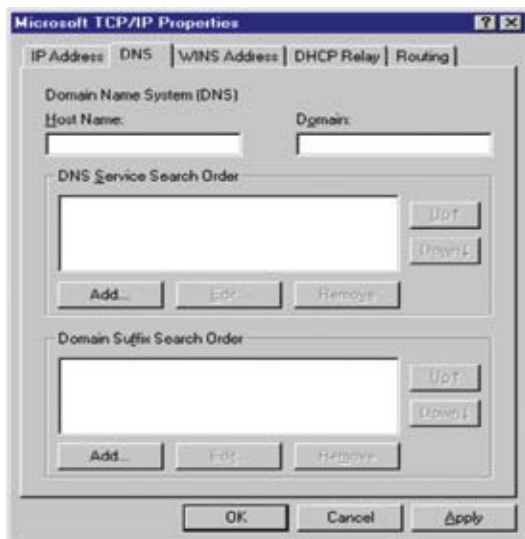 Microsoft TCP/IP Properties
IP Address DNS WINS Address DHCP Relay Routing
Domain Name System (DNS)
Host Name: Domain:
DNS Service Search Order
Up↑
Down↓
Add... Edit... Remove
Domain Suffix Search Order
Up↑
Down↓
Add... Edit... Remove
OK Cancel Apply